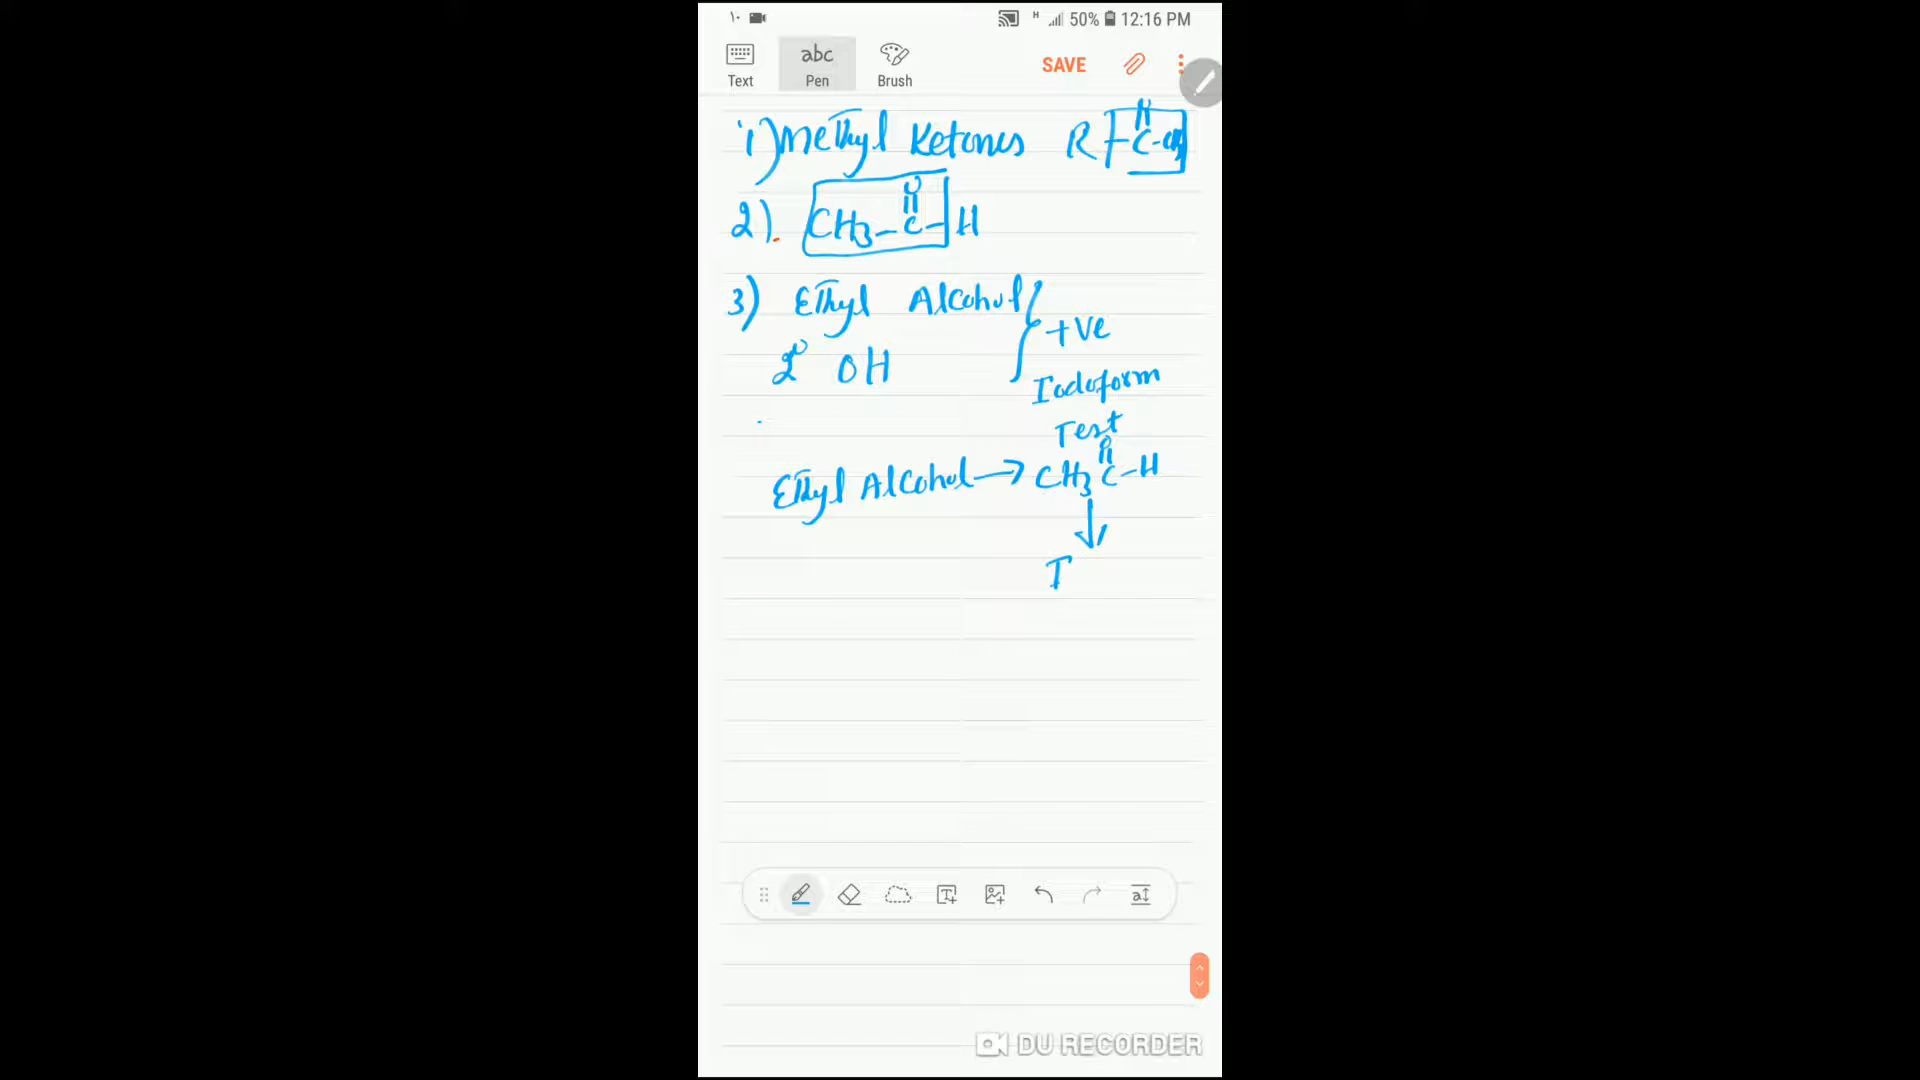 50% 12:16 PM
Text
abc
Pen
Brush
SAVE
1) Methyl Ketones R-C-CH3
O
2). CH3-C-H
3) Ethyl Alcohol
2° OH
+Ve
Iodoform
Test
O
Ethyl Alcohol → CH3 C-H
I
DU RECORDER